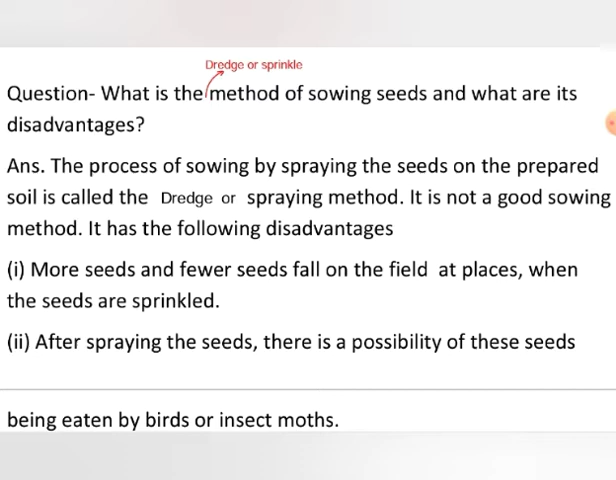 Dredge or sprinkle
Question- What is the method of sowing seeds and what are its
disadvantages?
Ans. The process of sowing by spraying the seeds on the prepared
soil is called the Dredge or spraying method. It is not a good sowing
method. It has the following disadvantages
(i) More seeds and fewer seeds fall on the field at places, when
the seeds are sprinkled.
(ii) After spraying the seeds, there is a possibility of these seeds
being eaten by birds or insect moths.